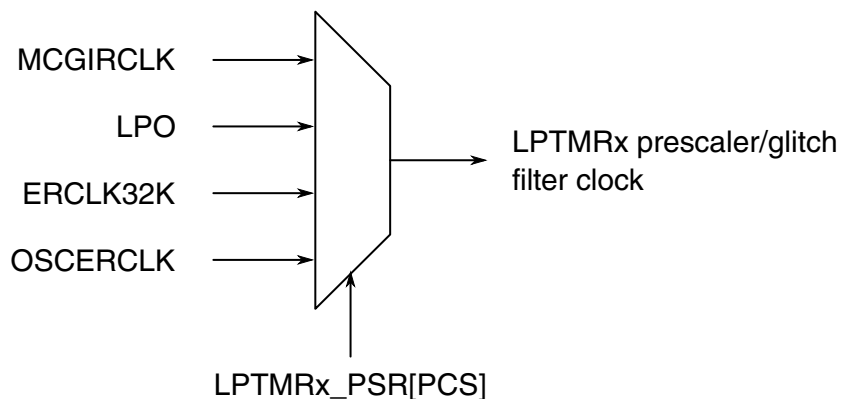 MCGIRCLK
LPO
ERCLK32K
OSCERCLK
LPTMRx prescaler/glitch
filter clock
LPTMRx_PSR[PCS]